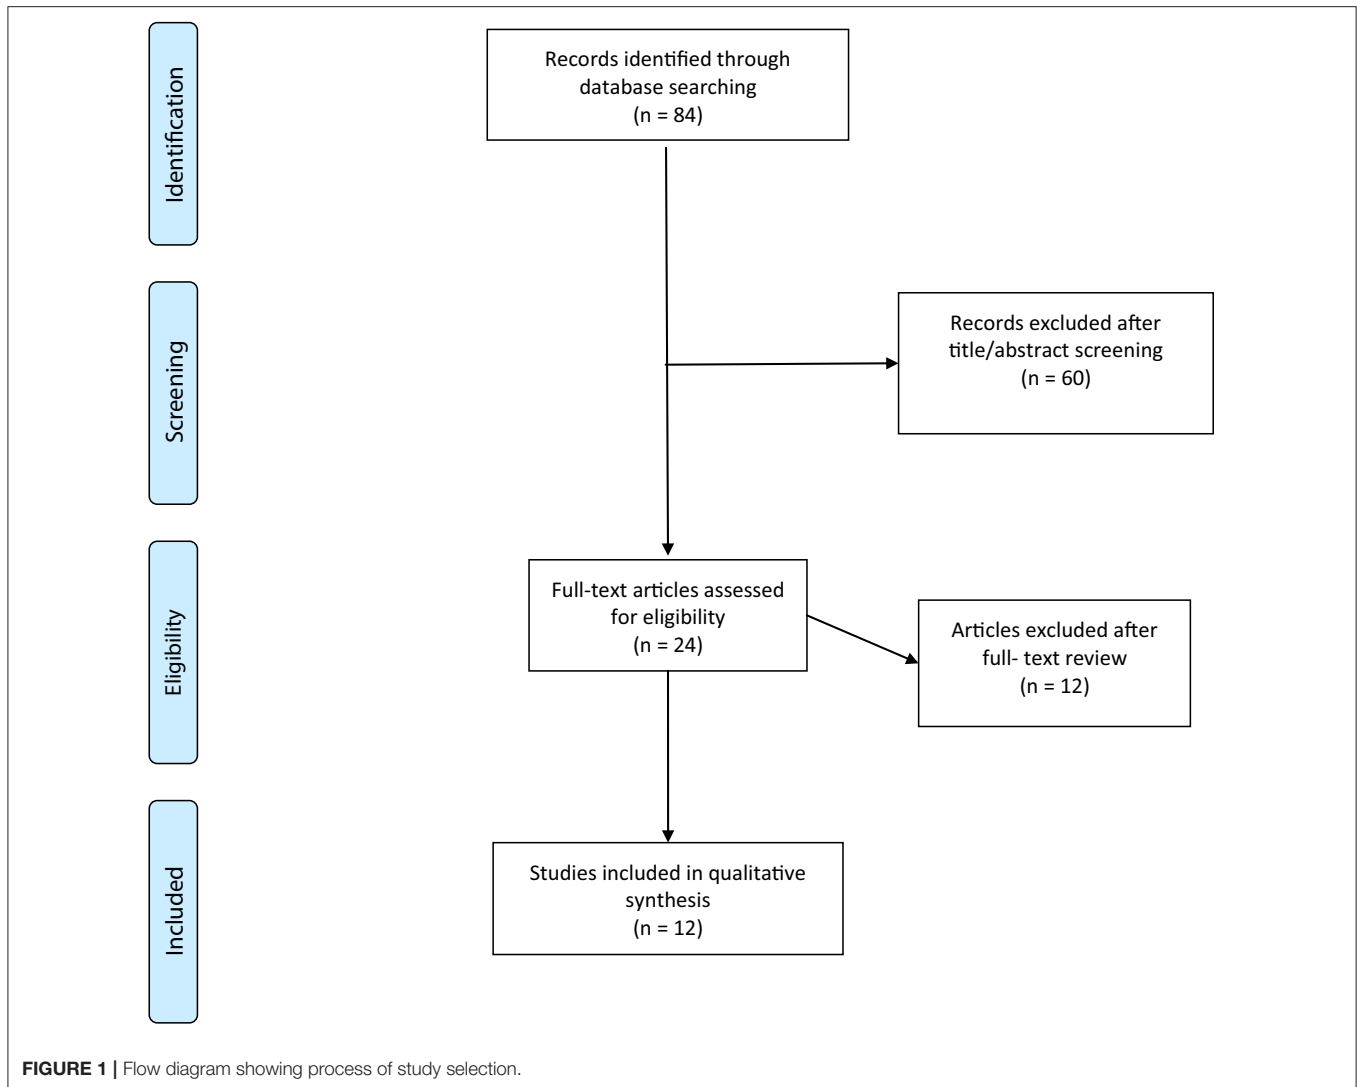 Identification
Records identified through
database searching
(n = 84)
Screening
Records excluded after
title/abstract screening
(n = 60)
Eligibility
Full-text articles assessed
for eligibility
(n = 24)
Articles excluded after
full- text review
(n = 12)
Included
Studies included in qualitative
synthesis
(n = 12)
FIGURE 1 | Flow diagram showing process of study selection.